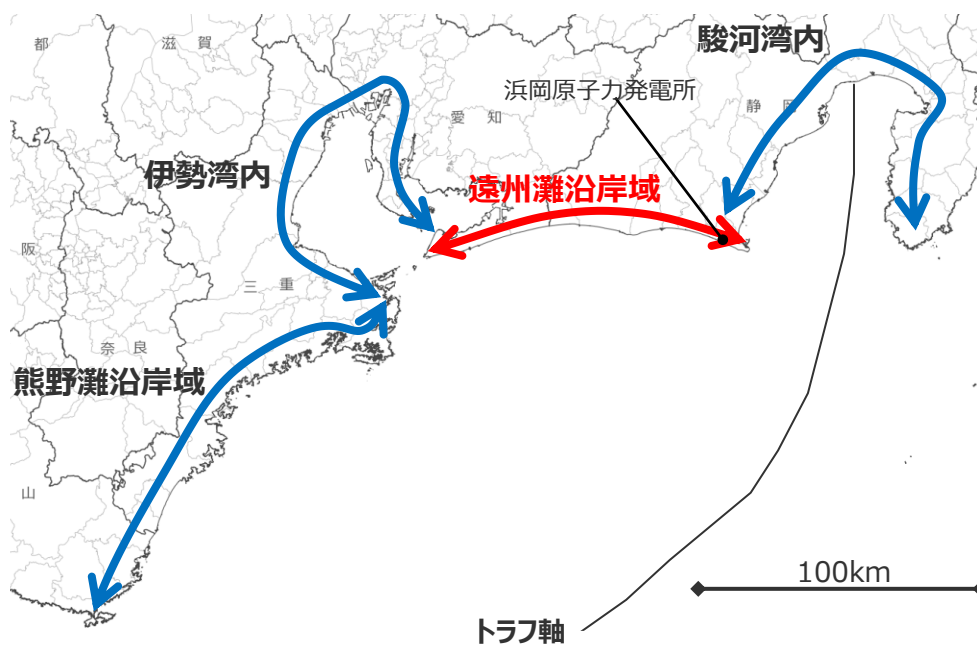 都
滋 賀
駿河湾内
浜岡原子力発電所
静 岡
愛 知
伊勢湾内
遠州灘沿岸域
阪
三 重
奈 良
熊野灘沿岸域
山
100km
トラフ軸